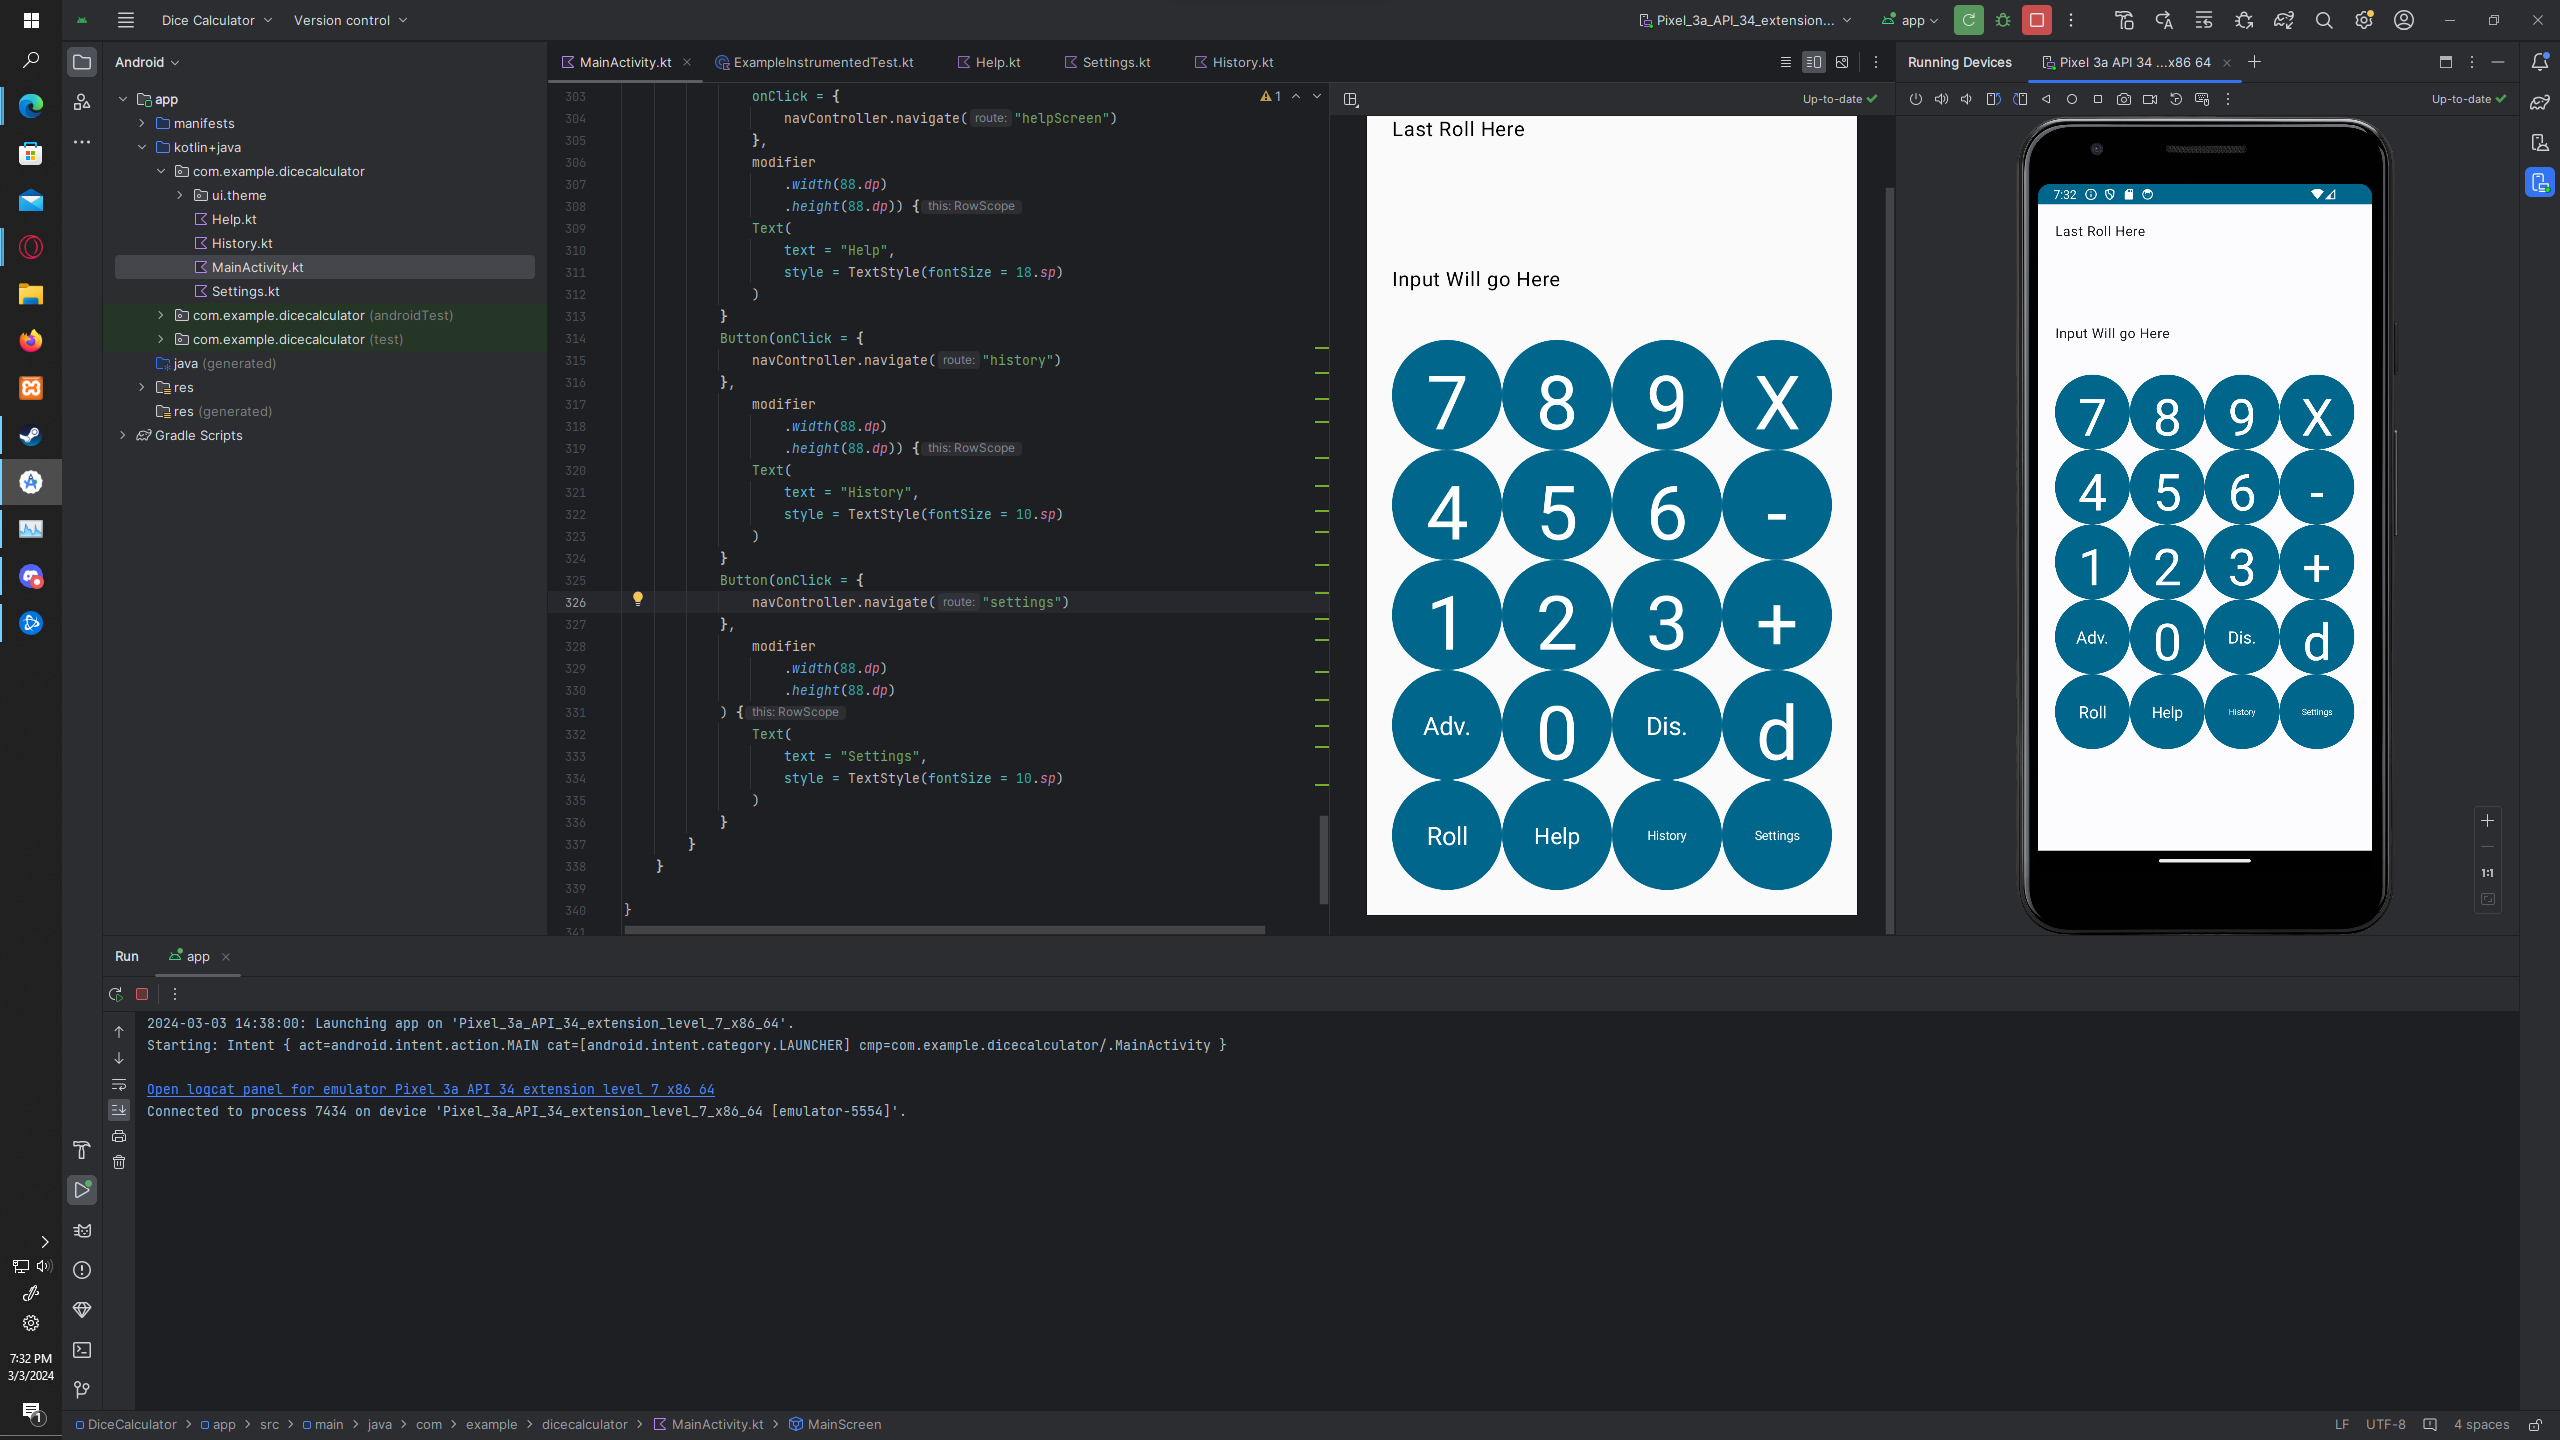 Dice Calculator
Version control
Pixel_3a_API_34_extension...
app
Android
app
manifests
kotlin+java
com.example.dicecalculator
ui.theme
Help.kt
History.kt
MainActivity.kt
Settings.kt
com.example.dicecalculator (androidTest)
com.example.dicecalculator (test)
java (generated)
res
res (generated)
Gradle Scripts
MainActivity.kt
ExampleInstrumentedTest.kt
Help.kt
Settings.kt
History.kt
1
303 onClick = {
304 navController.navigate( route: "helpScreen")
305 },
306 modifier
307 .width(88.dp)
308 .height(88.dp)) { this: RowScope
309 Text(
310 text = "Help",
311 style = TextStyle(fontSize = 18.sp)
312 )
313 }
314 Button(onClick = {
315 navController.navigate( route: "history")
316 },
317 modifier
318 .width(88.dp)
319 .height(88.dp)) { this: RowScope
320 Text(
321 text = "History",
322 style = TextStyle(fontSize = 10.sp)
323 )
324 }
325 Button(onClick = {
326 navController.navigate( route: "settings")
327 },
328 modifier
329 .width(88.dp)
330 .height(88.dp)
331 ) { this: RowScope
332 Text(
333 text = "Settings",
334 style = TextStyle(fontSize = 10.sp)
335 )
336 }
337 }
338 }
339
340 }
341
Up-to-date
Last Roll Here
Input Will go Here
7 8 9 X
4 5 6 -
1 2 3 +
Adv. 0 Dis. d
Roll Help History Settings
Running Devices
Pixel 3a API 34 ...x86 64
Up-to-date
7:32
Last Roll Here
Input Will go Here
7 8 9 X
4 5 6 -
1 2 3 +
Adv. 0 Dis. d
Roll Help History Settings
1:1
Run
app
2024-03-03 14:38:00: Launching app on 'Pixel_3a_API_34_extension_level_7_x86_64'.
Starting: Intent { act=android.intent.action.MAIN cat=[android.intent.category.LAUNCHER] cmp=com.example.dicecalculator/.MainActivity }
Open logcat panel for emulator Pixel 3a API 34 extension level 7 x86 64
Connected to process 7434 on device 'Pixel_3a_API_34_extension_level_7_x86_64 [emulator-5554]'.
7:32 PM
3/3/2024
1
DiceCalculator > app > src > main > java > com > example > dicecalculator > MainActivity.kt > MainScreen
LF
UTF-8
4 spaces